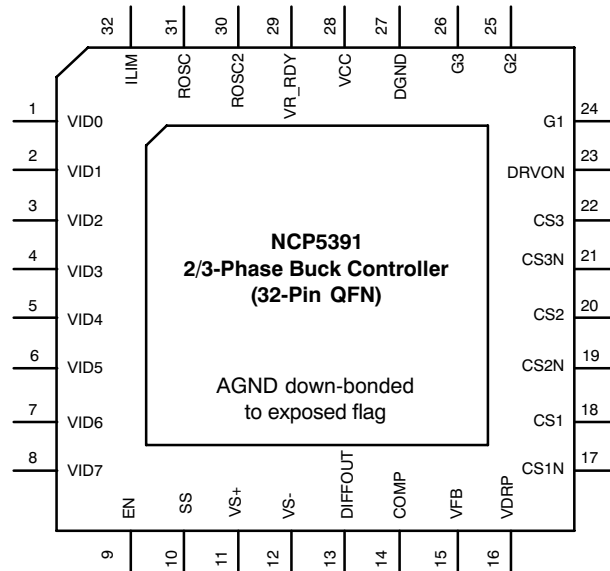 32 31 30 29 28 27 26 25
ILIM ROSC ROSC2 VR_RDY VCC DGND G3 G2
1 VID0
2 VID1
3 VID2
4 VID3
5 VID4
6 VID5
7 VID6
8 VID7
NCP5391
2/3-Phase Buck Controller
(32-Pin QFN)
AGND down-bonded
to exposed flag
G1 24
DRVON 23
CS3 22
CS3N 21
CS2 20
CS2N 19
CS1 18
CS1N 17
EN SS VS+ VS- DIFFOUT COMP VFB VDRP
9 10 11 12 13 14 15 16